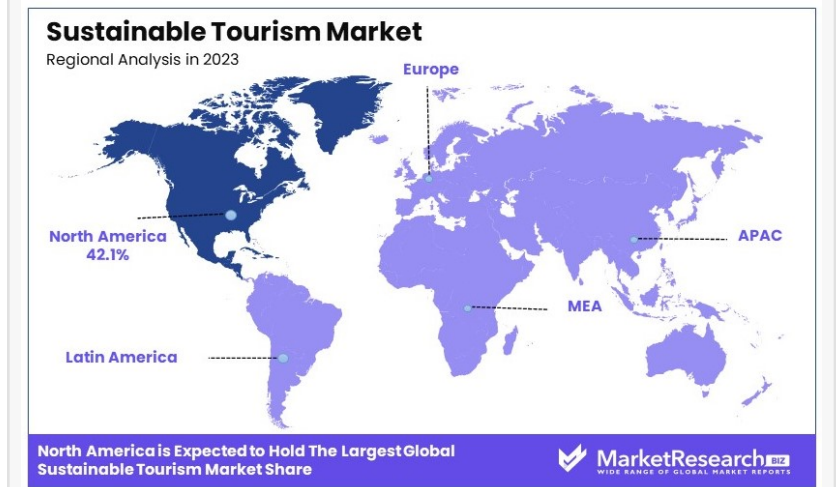 Sustainable Tourism Market
Regional Analysis in 2023
Europe
North America
42.1%
APAC
MEA
Latin America
North America is Expected to Hold The Largest Global
Sustainable Tourism Market Share
MarketResearch BIZ
WIDE RANGE OF GLOBAL MARKET REPORTS